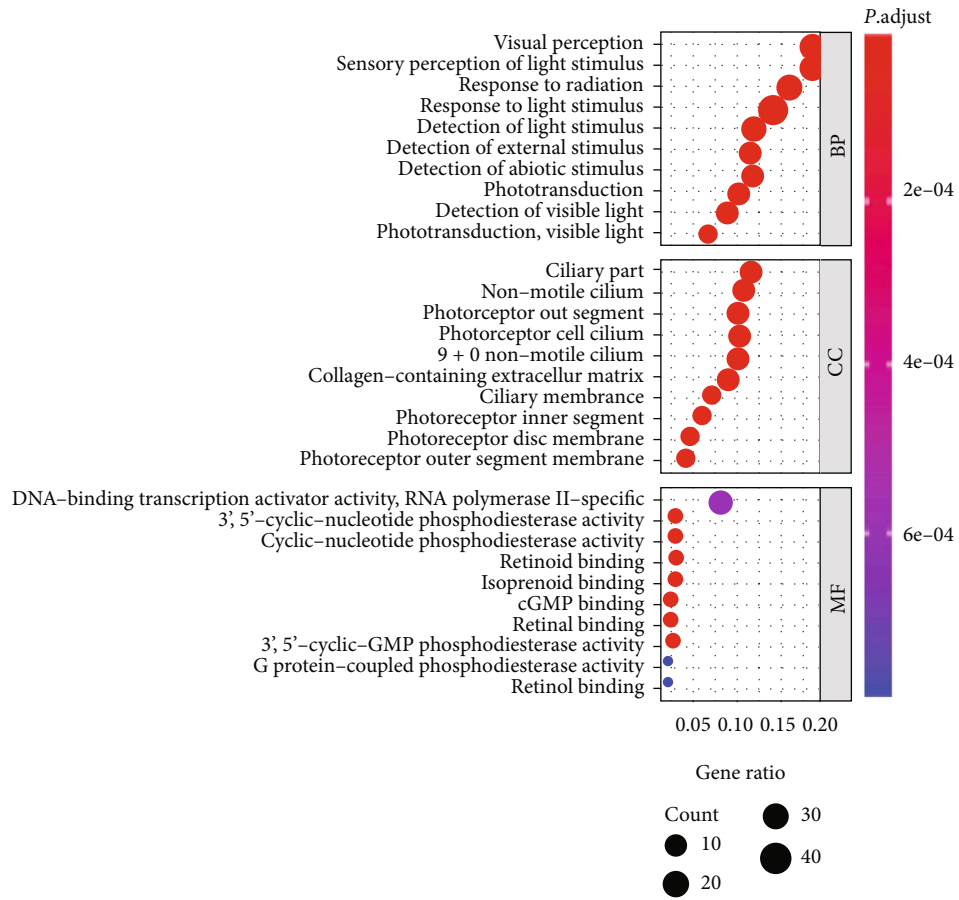 P.adjust
Visual perception
Sensory perception of light stimulus
Response to radiation
Response to light stimulus
Detection of light stimulus
Detection of external stimulus
Detection of abiotic stimulus
Phototransduction
Detection of visible light
Phototransduction, visible light
BP
2e–04
Ciliary part
Non–motile cilium
Photorceptor out segment
Photorceptor cell cilium
9 + 0 non–motile cilium
Collagen–containing extracellur matrix
Ciliary membrance
Photoreceptor inner segment
Photoreceptor disc membrane
Photoreceptor outer segment membrane
CC
4e–04
DNA–binding transcription activator activity, RNA polymerase II–specific
3’, 5’–cyclic–nucleotide phosphodiesterase activity
Cyclic–nucleotide phosphodiesterase activity
Retinoid binding
Isoprenoid binding
cGMP binding
Retinal binding
3’, 5’–cyclic–GMP phosphodiesterase activity
G protein–coupled phosphodiesterase activity
Retinol binding
MF
6e–04
0.05 0.10 0.15 0.20
Gene ratio
Count
10
20
30
40